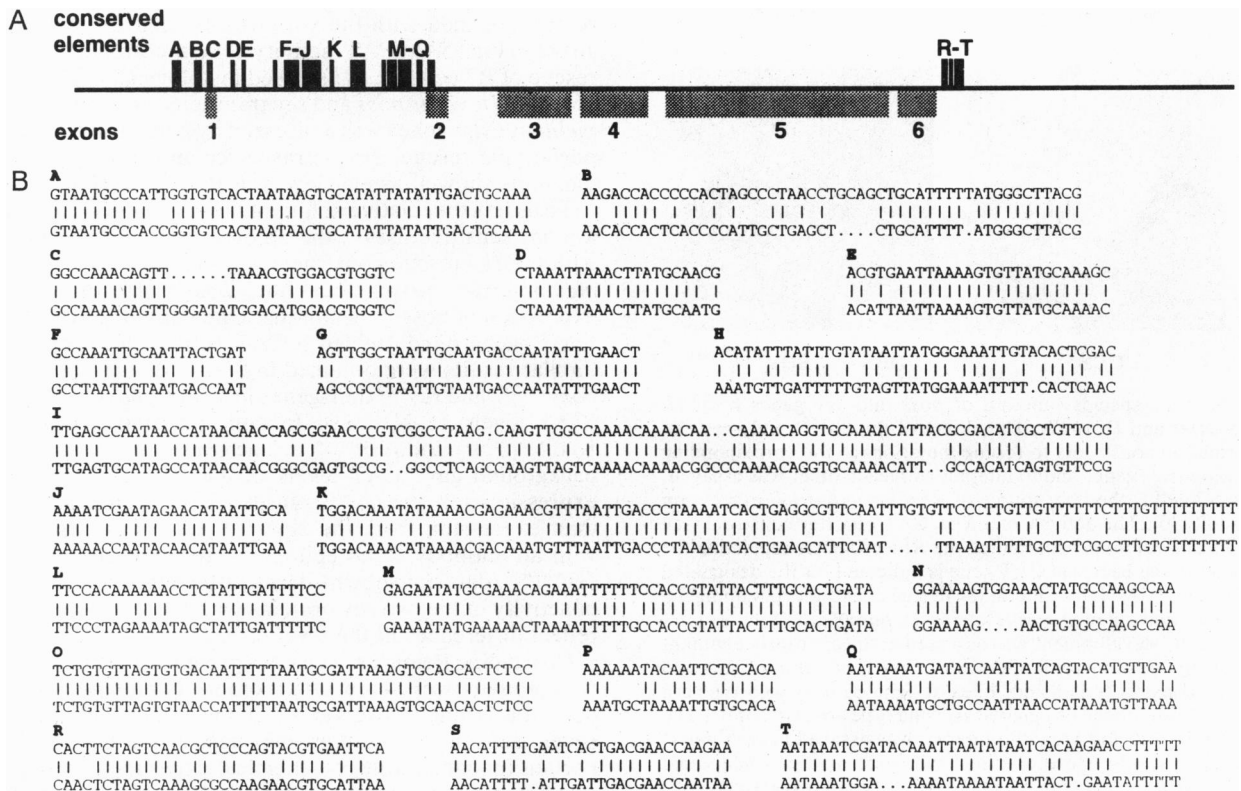 A
conserved
elements
A BC DE F-J K L M-Q R-T
exons
1 2 3 4 5 6
B
A B
GTAATGCCCATTGGTGTCACTAATAAGTGCATATTATATTGACTGCAAA AAGACCACCCCCACTAGCCCTAACCTGCAGCTGCATTTTTATGGGCTTACG
GTAATGCCCACCGGTGTCACTAATAACTGCATATTATATTGACTGCAAA AACACCACTCACCCCATTGCTGAGCT....CTGCATTTT.ATGGGCTTACG
C D E
GGCCAAACAGTT......TAAACGTGGACGTGGTC CTAAATTAAACTTATGCAACG ACGTGAATTAAAAGTGTTATGCAAAGC
GCCAAAACAGTTGGGATATGGACATGGACGTGGTC CTAAATTAAACTTATGCAATG ACATTAATTAAAAGTGTTATGCAAAAC
F G H
GCCAAATTGCAATTACTGAT AGTTGGCTAATTGCAATGACCAATATTTGAACT ACATATTTATTTGTATAATTATGGGAAATTGTACACTCGAC
GCCTAATTGTAATGACCAAT AGCCGCCTAATTGTAATGACCAATATTTGAACT AAATGTTGATTTTTGTAGTTATGGAAAATTTT.CACTCAAC
I
TTGAGCCAATAACCATAACAACCAGCGGAACCCGTCGGCCTAAG.CAAGTTGGCCAAAACAAAACAA..CAAAACAGGTGCAAAACATTACGCGACATCGCTGTTCCG
TTGAGTGCATAGCCATAACAACGGGCGAGTGCCG..GGCCTCAGCCAAGTTAGTCAAAACAAAACGGCCCAAAACAGGTGCAAAACATT..GCCACATCAGTGTTCCG
J K
AAAATCGAATAGAACATAATTGCA TGGACAAATATAAAACGAGAAACGTTTAATTGACCCTAAAATCACTGAGGCGTTCAATTTGTGTTCCCTTGTTGTTTTTTCTTTGTTTTTTTTT
AAAAACCAATACAACATAATTGAA TGGACAAACATAAAACGGACAAATGTTTAATTGACCCTAAAATCACTGAAGCATTCAAT.....TTAAATTTTTGCTCTCGCCTTGTGTTTTTTT
L M N
TTCCACAAAAAACCTCTATTGATTTTCC GAGAATATGCGAAACAGAAATTTTTTCCACCGTATTACTTTGCACTGATA GGAAAAGTGGAAACTATGCCAAGCCAA
TTCCCTAGAAAATAGCTATTGATTTTTC GAAAATATGAAAAACTAAAATTTTTGCCACCGTATTACTTTGCACTGATA GGAAAAG....AACTGTGCCAAGCCAA
O P Q
TCTGTGTTAGTGTGACAATTTTTAATGCGATTAAAGTGCAGCACTCTCC AAAAAATACAATTCTGCACA AATAAAATGATATCAATTATCAGTACATGTTGAA
TCTGTGTTAGTGTAACCATTTTTAATGCGATTAAAGTGCAACACTCTCC AAATGCTAAAATTGTGCACA AATAAAATGCTGCCAATTAACCATAAATGTTAAA
R S T
CACTTCTAGTCAACGCTCCCAGTACGTGAATTCA AACATTTTGAATCACTGACGAACCAAGAA AATAAATCGATACAAATTAATATAATCACAAGAACCTTTTT
CAACTCTAGTCAAAGCGCCAAGAACGTGCATTAA AACATTTT.ATTGATTGACGAACCAATAA AATAAATGGA...AAAATAAAATAATTACT.GAATATTTTT